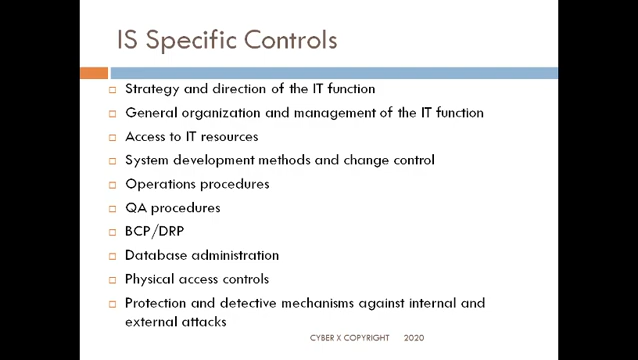 IS Specific Controls
Strategy and direction of the IT function
General organization and management of the IT function
Access to IT resources
System development methods and change control
Operations procedures
QA procedures
BCP/DRP
Database administration
Physical access controls
Protection and detective mechanisms against internal and
external attacks
CYBER X COPYRIGHT 2020